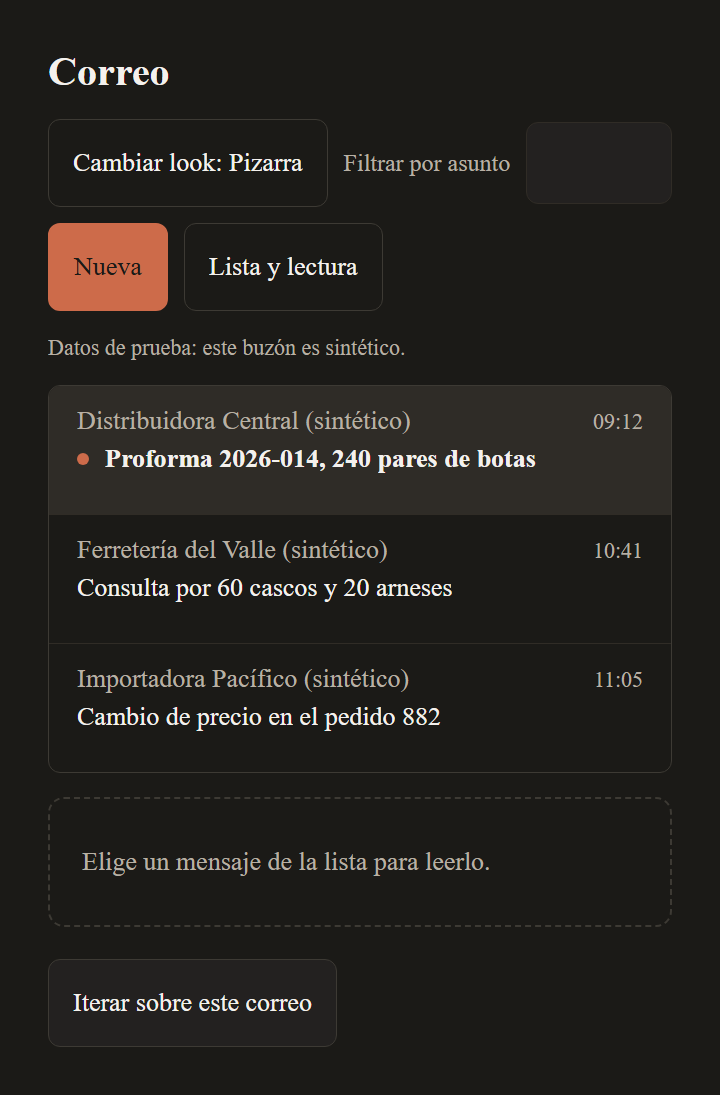 Correo
Cambiar look: Pizarra
Filtrar por asunto
Nueva
Lista y lectura
Datos de prueba: este buzón es sintético.
Distribuidora Central (sintético) 09:12
Proforma 2026-014, 240 pares de botas
Ferretería del Valle (sintético) 10:41
Consulta por 60 cascos y 20 arneses
Importadora Pacífico (sintético) 11:05
Cambio de precio en el pedido 882
Elige un mensaje de la lista para leerlo.
Iterar sobre este correo